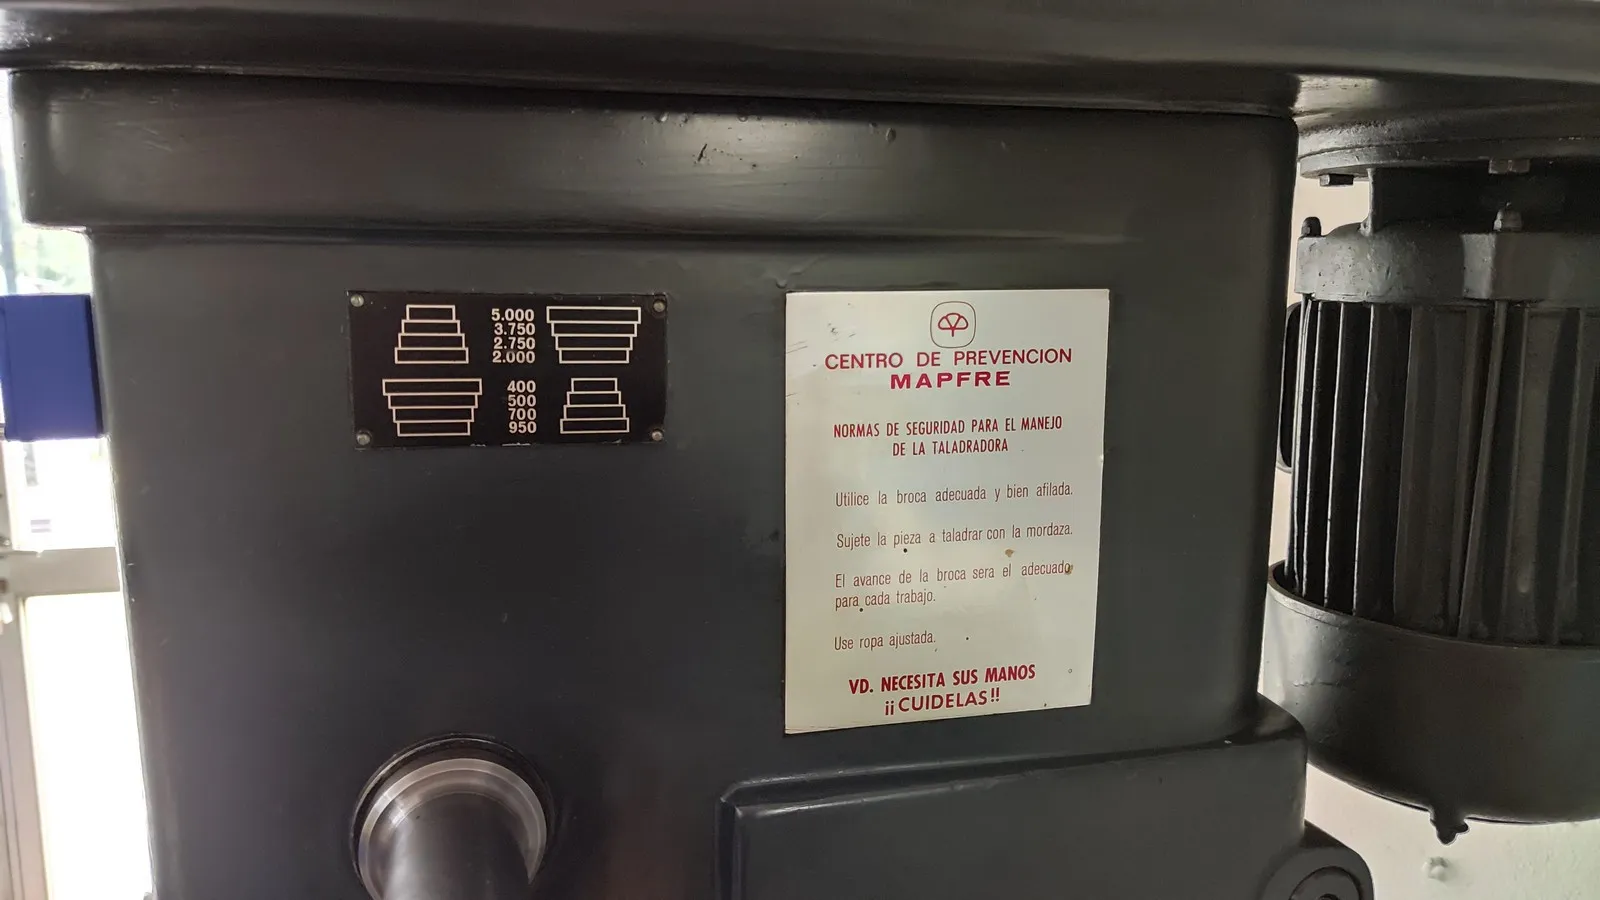 5.000
3.750
2.750
2.000
400
500
700
950
CENTRO DE PREVENCION
MAPFRE
NORMAS DE SEGURIDAD PARA EL MANEJO
DE LA TALADRADORA
Utilice la broca adecuada y bien afilada.
Sujete la pieza a taladrar con la mordaza.
El avance de la broca sera el adecuado
para cada trabajo.
Use ropa ajustada.
VD. NECESITA SUS MANOS
¡¡CUIDELAS!!